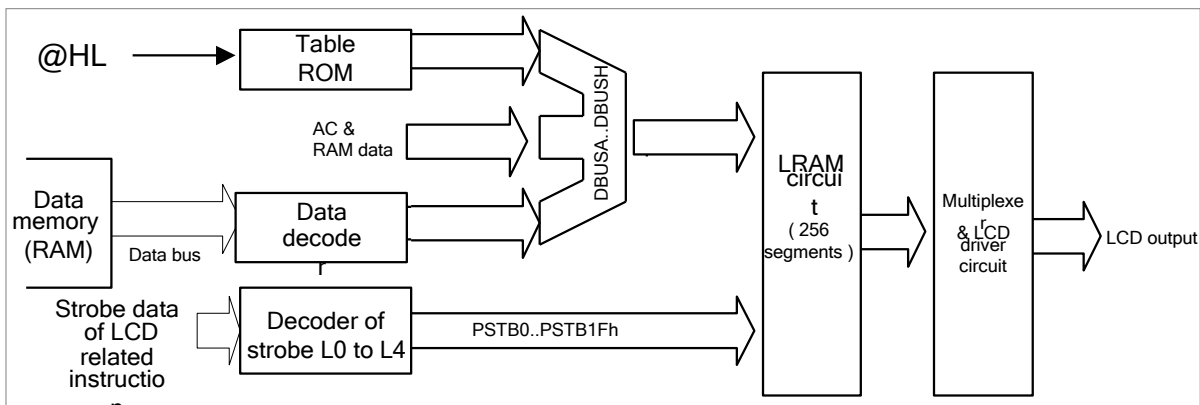 @HL
Table
ROM
AC &
RAM data
DBUSA..DBUSH
Data
memory
(RAM)
Data bus
Data
decode
r
Strobe data
of LCD
related
instructio
n
Decoder of
strobe L0 to L4
PSTB0..PSTB1Fh
LRAM
circui
t
( 256
segments )
Multiplexe
r
& LCD
driver
circuit
LCD output